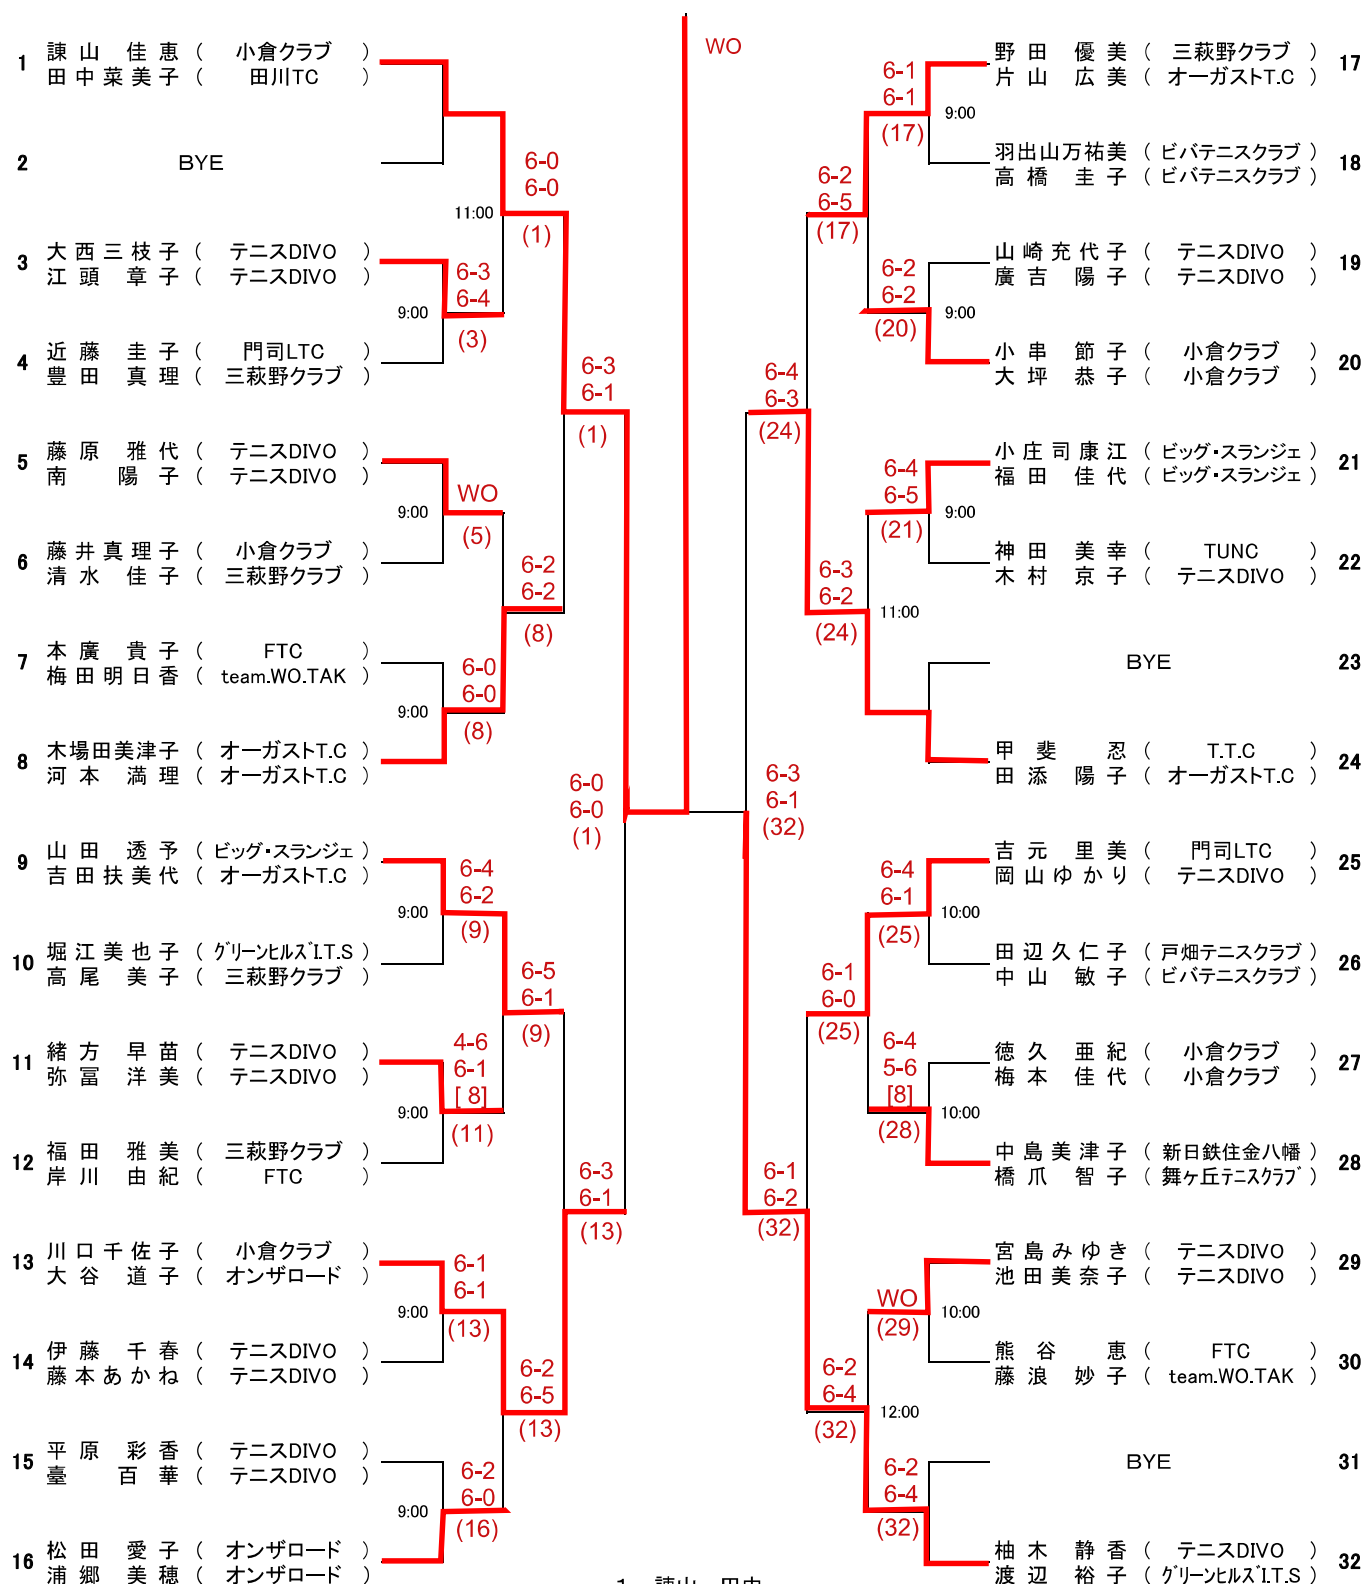 WO
1 諫山 佳恵 ( 小倉クラブ )
田中菜美子 ( 田川TC )
2 BYE
6-0
6-0
11:00
(1)
3 大西三枝子 ( テニスDIVO )
江頭 章子 ( テニスDIVO )
6-3
6-4
9:00
(3)
4 近藤 圭子 ( 門司LTC )
豊田 真理 ( 三萩野クラブ )
6-3
6-1
(1)
5 藤原 雅代 ( テニスDIVO )
南 陽子 ( テニスDIVO )
WO
9:00
(5)
6 藤井真理子 ( 小倉クラブ )
清水 佳子 ( 三萩野クラブ )
6-2
6-2
(8)
7 本廣 貴子 ( FTC )
梅田明日香 ( team.WO.TAK )
6-0
6-0
9:00
(8)
8 木場田美津子 ( オーガストT.C )
河本 満理 ( オーガストT.C )
6-0
6-0
(1)
9 山田 透予 ( ビッグ・スランジェ )
吉田扶美代 ( オーガストT.C )
6-4
6-2
9:00
(9)
10 堀江美也子 ( グリーンヒルズI.T.S )
高尾 美子 ( 三萩野クラブ )
6-5
6-1
(9)
11 緒方 早苗 ( テニスDIVO )
弥冨 洋美 ( テニスDIVO )
4-6
6-1
[ 8]
9:00
(11)
12 福田 雅美 ( 三萩野クラブ )
岸川 由紀 ( FTC )
6-3
6-1
(13)
13 川口千佐子 ( 小倉クラブ )
大谷 道子 ( オンザロード )
6-1
6-1
9:00
(13)
14 伊藤 千春 ( テニスDIVO )
藤本あかね ( テニスDIVO )
6-2
6-5
(13)
15 平原 彩香 ( テニスDIVO )
臺 百華 ( テニスDIVO )
6-2
6-0
9:00
(16)
16 松田 愛子 ( オンザロード )
浦郷 美穂 ( オンザロード )
野田 優美 ( 三萩野クラブ ) 17
片山 広美 ( オーガストT.C )
6-1
6-1
9:00
(17)
羽出山万祐美 ( ビバテニスクラブ ) 18
高橋 圭子 ( ビバテニスクラブ )
6-2
6-5
(17)
山崎充代子 ( テニスDIVO ) 19
廣吉 陽子 ( テニスDIVO )
6-2
6-2
9:00
(20)
小串 節子 ( 小倉クラブ ) 20
大坪 恭子 ( 小倉クラブ )
6-4
6-3
(24)
小庄司康江 ( ビッグ・スランジェ ) 21
福田 佳代 ( ビッグ・スランジェ )
6-4
6-5
9:00
(21)
神田 美幸 ( TUNC ) 22
木村 京子 ( テニスDIVO )
6-3
6-2
11:00
(24)
BYE 23
甲斐 忍 ( T.T.C ) 24
田添 陽子 ( オーガストT.C )
6-3
6-1
(32)
吉元 里美 ( 門司LTC ) 25
岡山ゆかり ( テニスDIVO )
6-4
6-1
10:00
(25)
田辺久仁子 ( 戸畑テニスクラブ ) 26
中山 敏子 ( ビバテニスクラブ )
6-1
6-0
(25)
徳久 亜紀 ( 小倉クラブ ) 27
梅本 佳代 ( 小倉クラブ )
6-4
5-6
[8]
10:00
(28)
中島美津子 ( 新日鉄住金八幡 ) 28
橋爪 智子 ( 舞ヶ丘テニスクラブ )
6-1
6-2
(32)
宮島みゆき ( テニスDIVO ) 29
池田美奈子 ( テニスDIVO )
WO
10:00
(29)
熊谷 恵 ( FTC ) 30
藤浪 妙子 ( team.WO.TAK )
6-2
6-4
12:00
(32)
BYE 31
6-2
6-4
(32)
柚木 静香 ( テニスDIVO ) 32
渡辺 裕子 ( グリーンヒルズI.T.S )